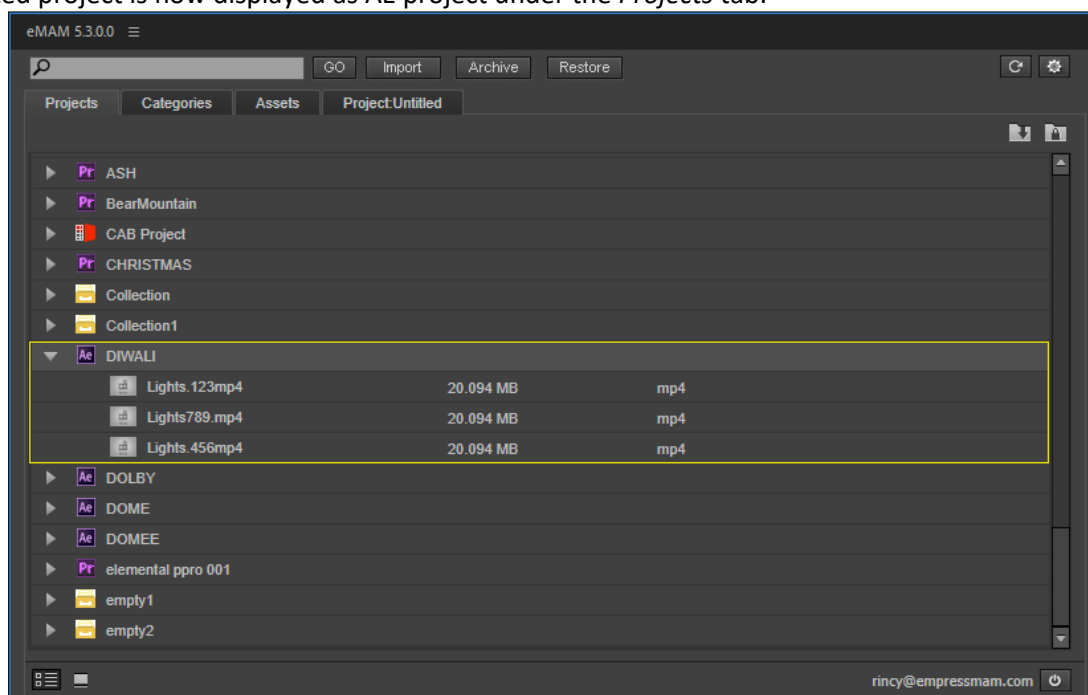 ed project is now displayed as AE project under the Projects tab.
eMAM 5.3.0.0
GO Import Archive Restore
Projects Categories Assets Project:Untitled
Pr ASH
Pr BearMountain
CAB Project
Pr CHRISTMAS
Collection
Collection1
Ae DIWALI
Lights.123mp4 20.094 MB mp4
Lights789.mp4 20.094 MB mp4
Lights.456mp4 20.094 MB mp4
Ae DOLBY
Ae DOME
Ae DOMEE
Pr elemental ppro 001
empty1
empty2
rincy@empressmam.com